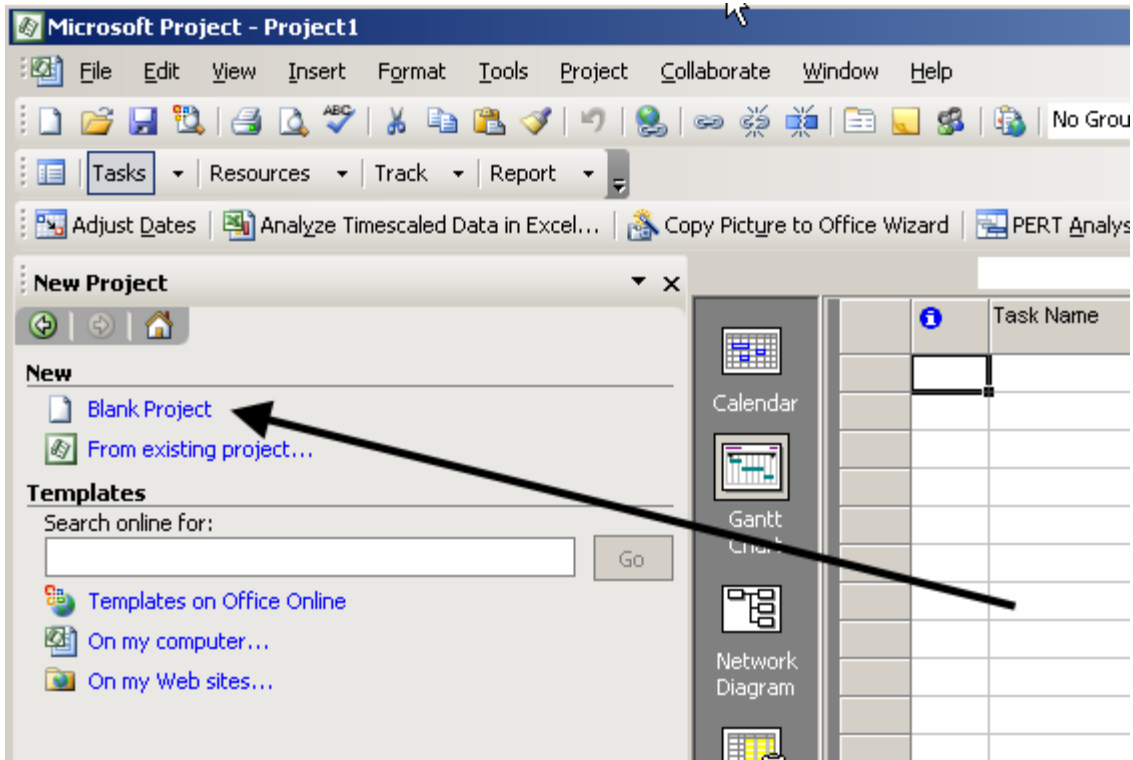 Microsoft Project - Project1
File Edit View Insert Format Tools Project Collaborate Window Help
ABC No Grou
Tasks Resources Track Report
Adjust Dates Analyze Timescaled Data in Excel... Copy Picture to Office Wizard PERT Analys
New Project
Task Name
New
Blank Project
From existing project...
Templates
Search online for:
Go
Templates on Office Online
On my computer...
On my Web sites...
Calendar
Gantt
Chart
Network
Diagram